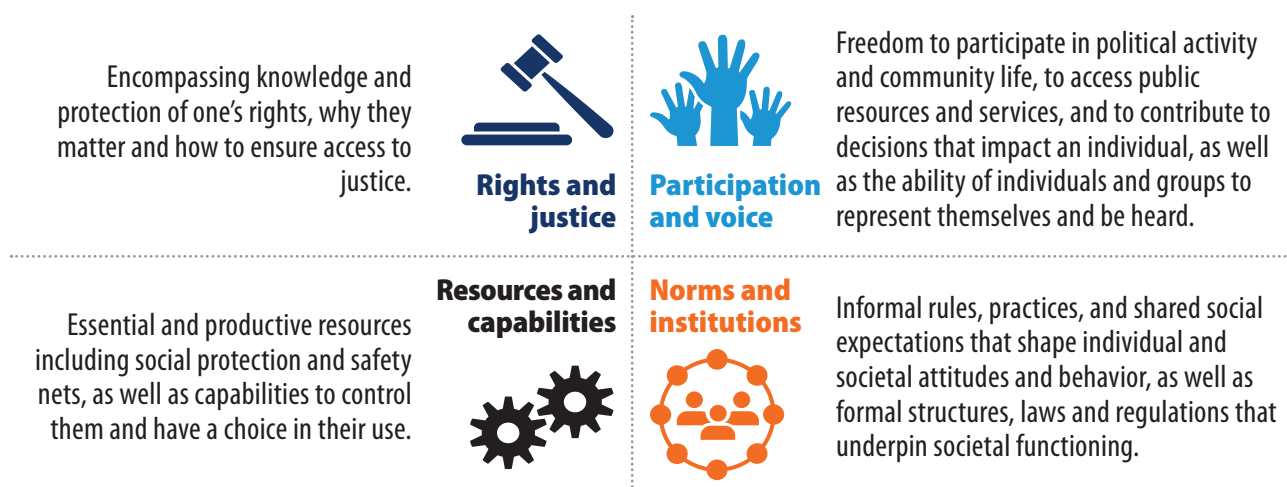 Encompassing knowledge and
protection of one’s rights, why they
matter and how to ensure access to
justice.
Rights and
justice
Participation
and voice
Freedom to participate in political activity
and community life, to access public
resources and services, and to contribute to
decisions that impact an individual, as well
as the ability of individuals and groups to
represent themselves and be heard.
Essential and productive resources
including social protection and safety
nets, as well as capabilities to control
them and have a choice in their use.
Resources and
capabilities
Norms and
institutions
Informal rules, practices, and shared social
expectations that shape individual and
societal attitudes and behavior, as well as
formal structures, laws and regulations that
underpin societal functioning.